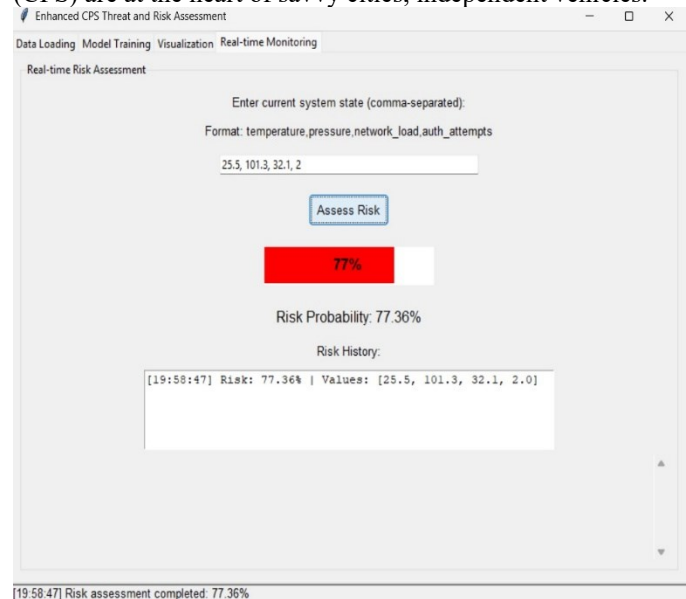 (CPS) are at the heart of savvy cities, independent vehicles.
Enhanced CPS Threat and Risk Assessment
Data Loading Model Training Visualization Real-time Monitoring
Real-time Risk Assessment
Enter current system state (comma-separated):
Format: temperature,pressure,network_load,auth_attempts
25.5, 101.3, 32.1, 2
Assess Risk
77%
Risk Probability: 77.36%
Risk History:
[19:58:47] Risk: 77.36% | Values: [25.5, 101.3, 32.1, 2.0]
[19:58:47] Risk assessment completed: 77.36%